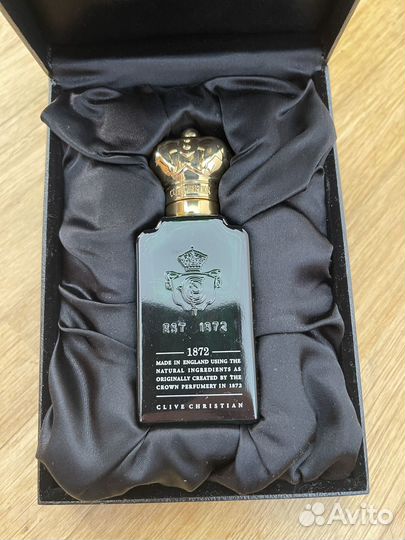 EST 1872
1872
MADE IN ENGLAND USING THE
NATURAL INGREDIENTS AS
ORIGINALLY CREATED BY THE
CROWN PERFUMERY IN 1872
CLIVE CHRISTIAN
Avito